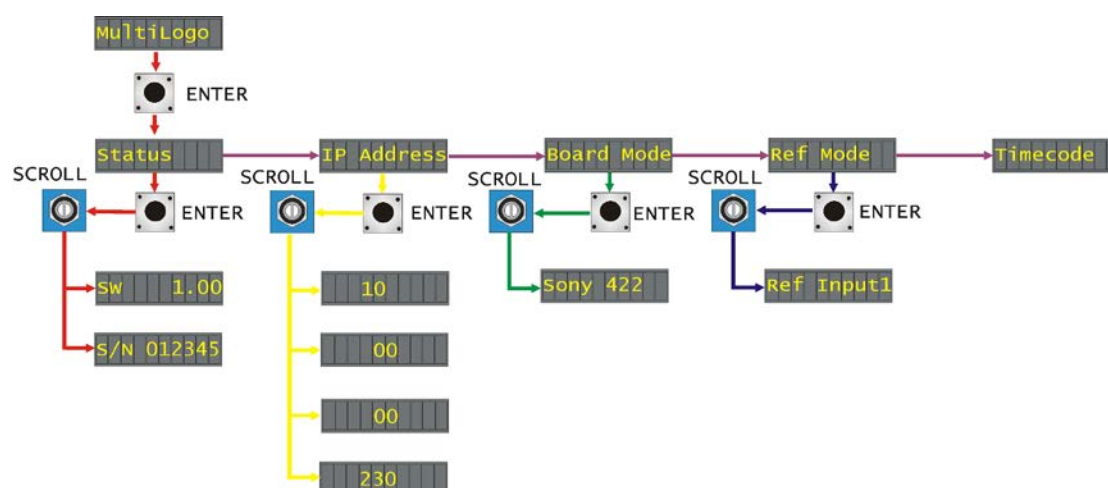 MultiLogo
ENTER
Status
IP Address
Board Mode
Ref Mode
Timecode
SCROLL
ENTER
SCROLL
ENTER
SCROLL
ENTER
SCROLL
ENTER
SW 1.00
10
Sony 422
Ref Input1
S/N 012345
00
00
230